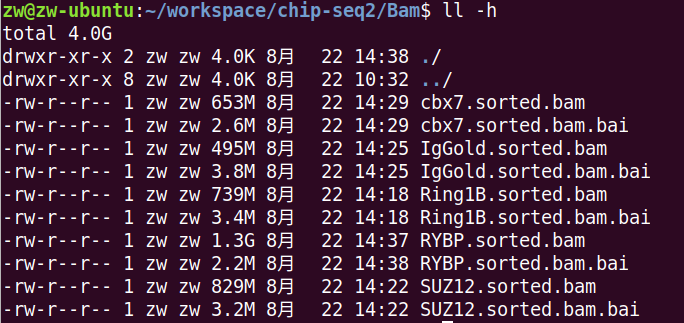 zw@zw-ubuntu:~/workspace/chip-seq2/Bam$ ll -h
total 4.0G
drwxr-xr-x 2 zw zw 4.0K 8月  22 14:38 ./
drwxr-xr-x 8 zw zw 4.0K 8月  22 10:32 ../
-rw-r--r-- 1 zw zw 653M 8月  22 14:29 cbx7.sorted.bam
-rw-r--r-- 1 zw zw 2.6M 8月  22 14:29 cbx7.sorted.bam.bai
-rw-r--r-- 1 zw zw 495M 8月  22 14:25 IgGold.sorted.bam
-rw-r--r-- 1 zw zw 3.8M 8月  22 14:25 IgGold.sorted.bam.bai
-rw-r--r-- 1 zw zw 739M 8月  22 14:18 Ring1B.sorted.bam
-rw-r--r-- 1 zw zw 3.4M 8月  22 14:18 Ring1B.sorted.bam.bai
-rw-r--r-- 1 zw zw 1.3G 8月  22 14:37 RYBP.sorted.bam
-rw-r--r-- 1 zw zw 2.2M 8月  22 14:38 RYBP.sorted.bam.bai
-rw-r--r-- 1 zw zw 829M 8月  22 14:22 SUZ12.sorted.bam
-rw-r--r-- 1 zw zw 3.2M 8月  22 14:22 SUZ12.sorted.bam.bai